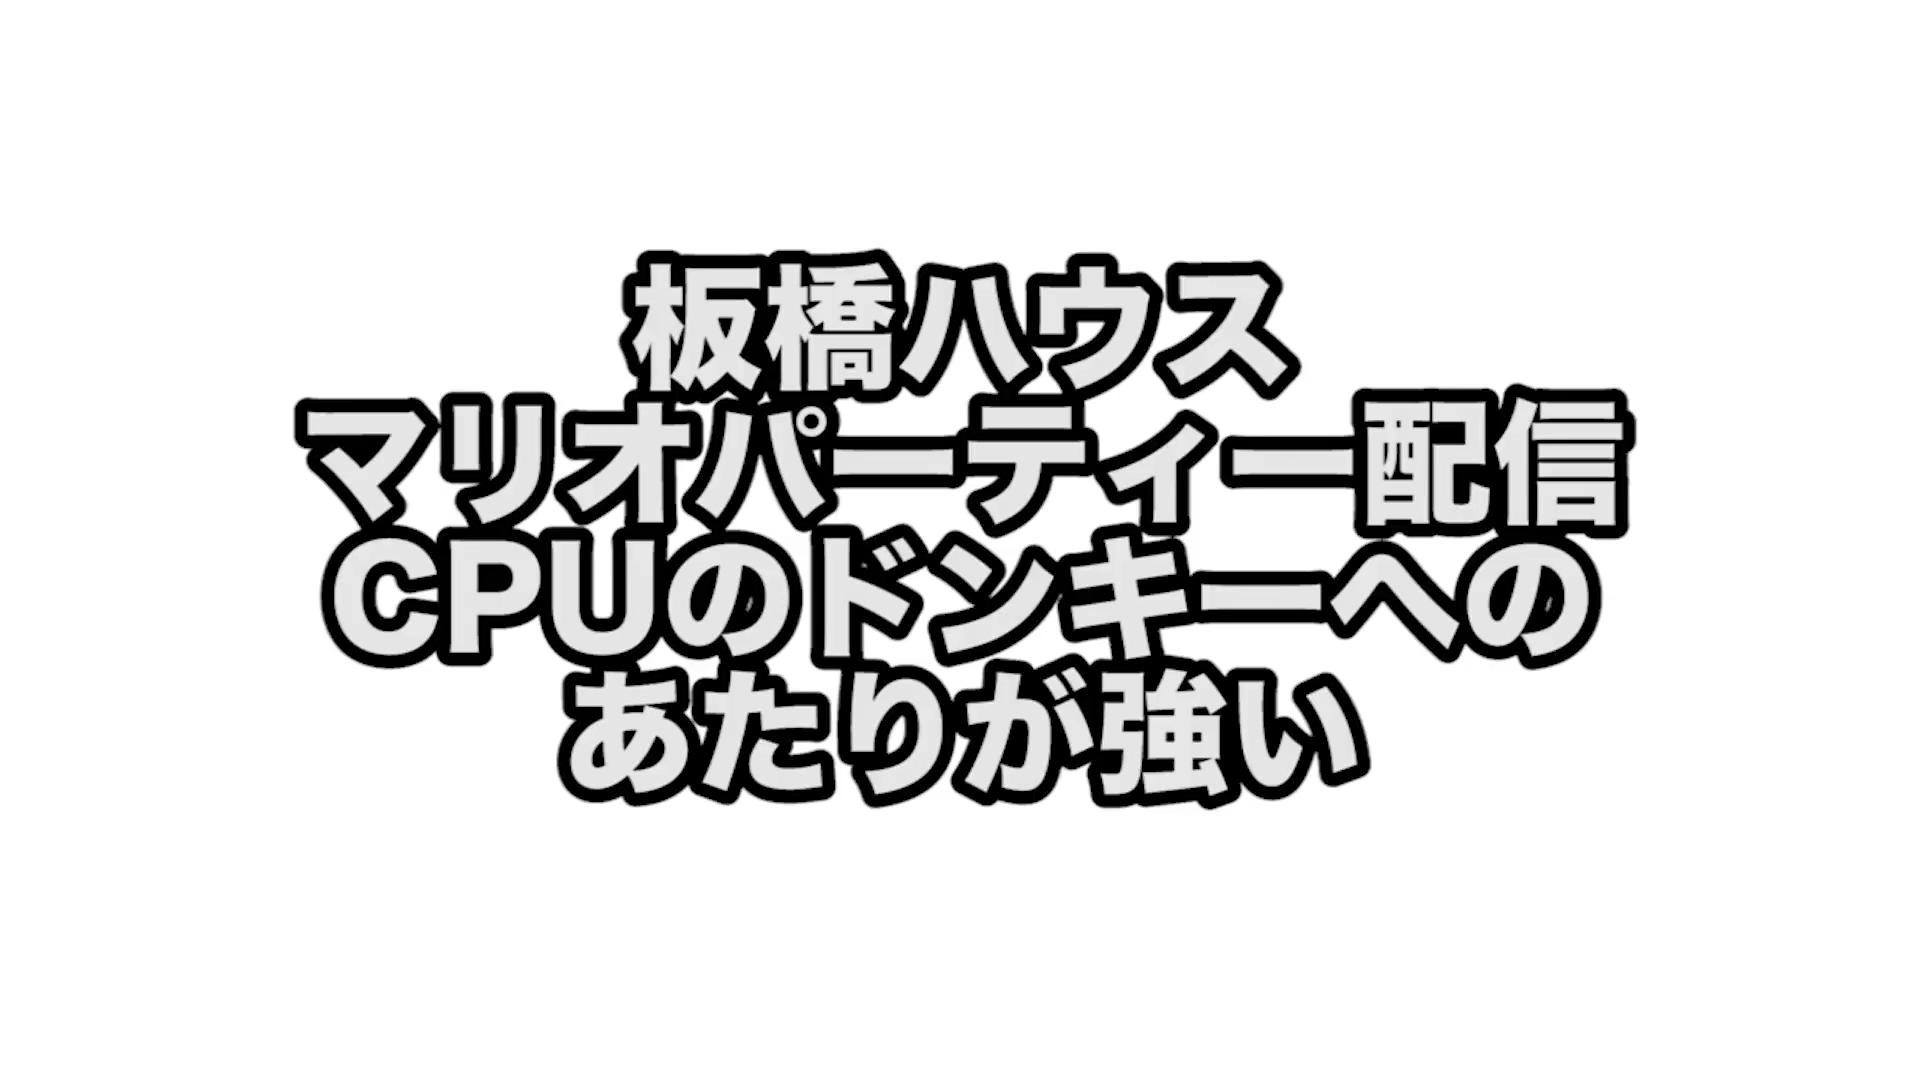 板橋ハウス
マリオパーティー配信
CPUのドンキーへの
あたりが強い